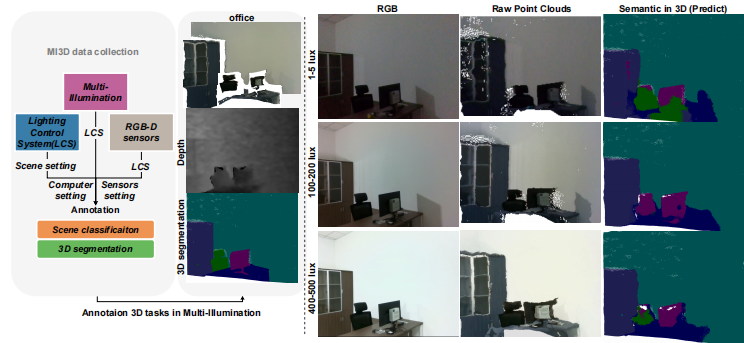 office
MI3D data collection
Multi-
Illumination
Lighting
Control
System(LCS)
LCS
RGB-D
sensors
Scene setting
LCS
Computer
setting
Sensors
setting
Annotation
Scene classificaiton
3D segmentation
Depth
3D segmentation
Annotaion 3D tasks in Multi-Illumination
RGB
Raw Point Clouds
Semantic in 3D (Predict)
1-5 lux
100-200 lux
400-500 lux